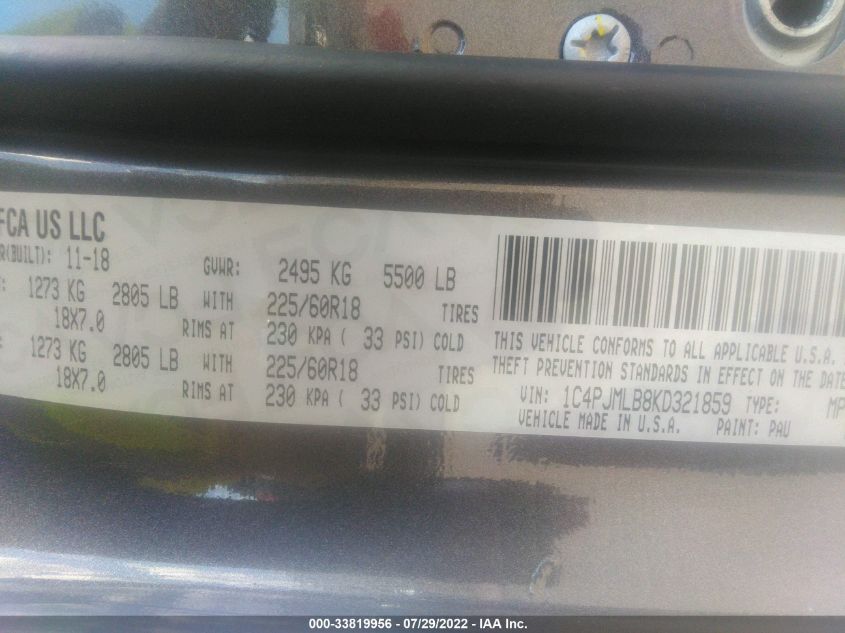 FCA US LLC
R(BUILT): 11-18 GVWR: 2495 KG 5500 LB
T: 1273 KG 2805 LB WITH 225/60R18 TIRES
18X7.0 RIMS AT 230 KPA ( 33 PSI) COLD
: 1273 KG 2805 LB WITH 225/60R18 TIRES
18X7.0 RIMS AT 230 KPA ( 33 PSI) COLD
THIS VEHICLE CONFORMS TO ALL APPLICABLE U.S.A.
THEFT PREVENTION STANDARDS IN EFFECT ON THE DATE
VIN: 1C4PJMLB8KD321859 TYPE: MP
VEHICLE MADE IN U.S.A. PAINT: PAU
000-33819956 - 07/29/2022 - IAA Inc.